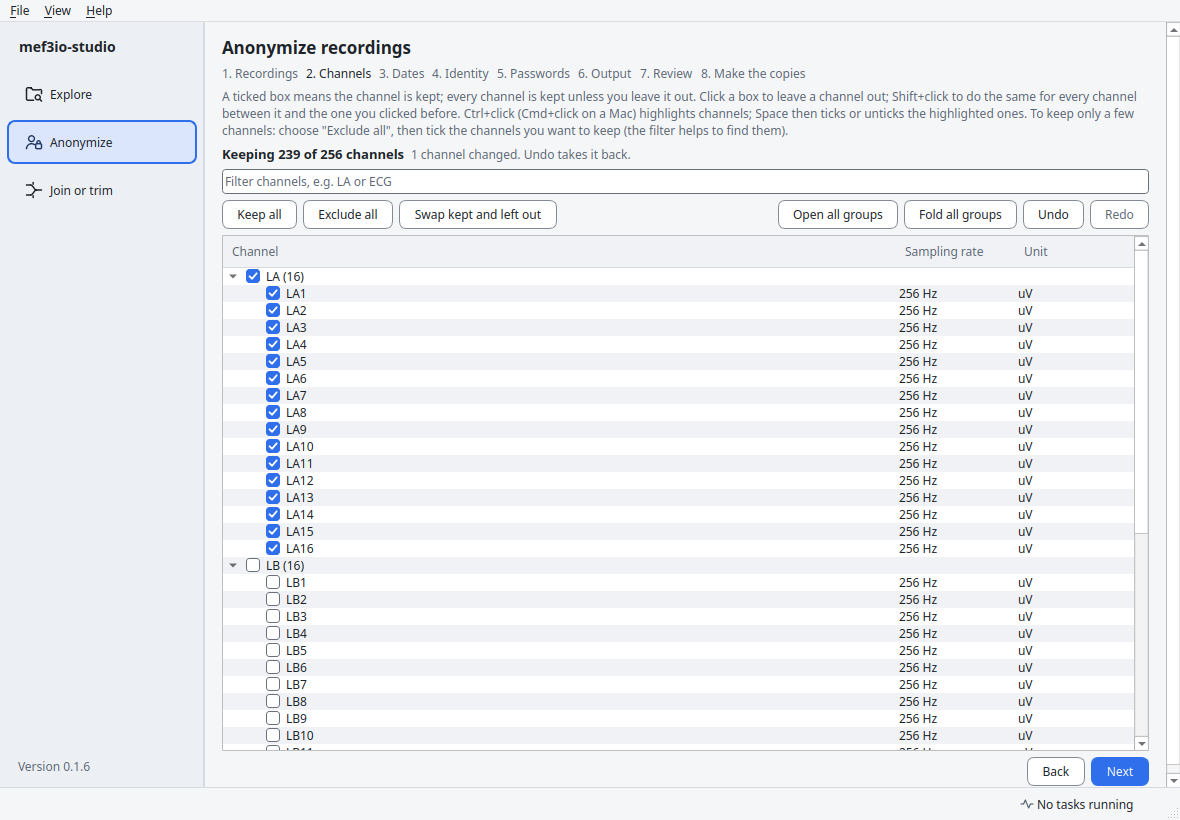 File View Help
mef3io-studio
Explore
Anonymize
Join or trim
Version 0.1.6
Anonymize recordings
1. Recordings 2. Channels 3. Dates 4. Identity 5. Passwords 6. Output 7. Review 8. Make the copies
A ticked box means the channel is kept; every channel is kept unless you leave it out. Click a box to leave a channel out; Shift+click to do the same for every channel
between it and the one you clicked before. Ctrl+click (Cmd+click on a Mac) highlights channels; Space then ticks or unticks the highlighted ones. To keep only a few
channels: choose "Exclude all", then tick the channels you want to keep (the filter helps to find them).
Keeping 239 of 256 channels 1 channel changed. Undo takes it back.
Filter channels, e.g. LA or ECG
Keep all Exclude all Swap kept and left out Open all groups Fold all groups Undo Redo
Channel Sampling rate Unit
LA (16)
LA1 256 Hz uV
LA2 256 Hz uV
LA3 256 Hz uV
LA4 256 Hz uV
LA5 256 Hz uV
LA6 256 Hz uV
LA7 256 Hz uV
LA8 256 Hz uV
LA9 256 Hz uV
LA10 256 Hz uV
LA11 256 Hz uV
LA12 256 Hz uV
LA13 256 Hz uV
LA14 256 Hz uV
LA15 256 Hz uV
LA16 256 Hz uV
LB (16)
LB1 256 Hz uV
LB2 256 Hz uV
LB3 256 Hz uV
LB4 256 Hz uV
LB5 256 Hz uV
LB6 256 Hz uV
LB7 256 Hz uV
LB8 256 Hz uV
LB9 256 Hz uV
LB10 256 Hz uV
Back Next
No tasks running